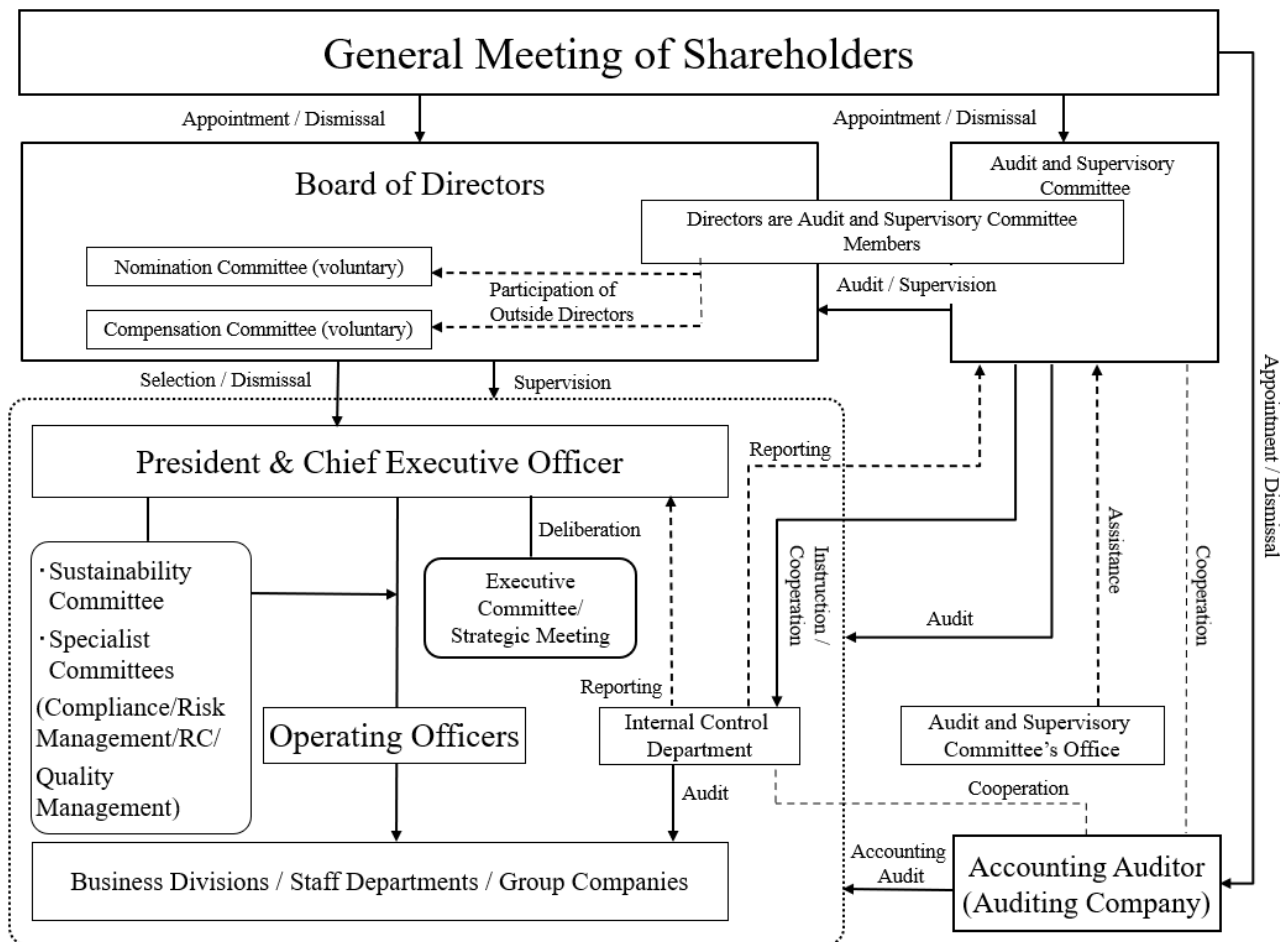 General Meeting of Shareholders
Appointment / Dismissal
Appointment / Dismissal
Board of Directors
Audit and Supervisory
Committee
Directors are Audit and Supervisory Committee
Members
Nomination Committee (voluntary)
Participation of
Outside Directors
Audit / Supervision
Compensation Committee (voluntary)
Appointment / Dismissal
Selection / Dismissal
Supervision
President & Chief Executive Officer
Reporting
Deliberation
・Sustainability
Committee
・Specialist
Committees
(Compliance/Risk
Management/RC/
Quality
Management)
Executive
Committee/
Strategic Meeting
Instruction /
Cooperation
Assistance
Cooperation
Audit
Reporting
Operating Officers
Internal Control
Department
Audit and Supervisory
Committee's Office
Audit
Cooperation
Business Divisions / Staff Departments / Group Companies
Accounting
Audit
Accounting Auditor
(Auditing Company)